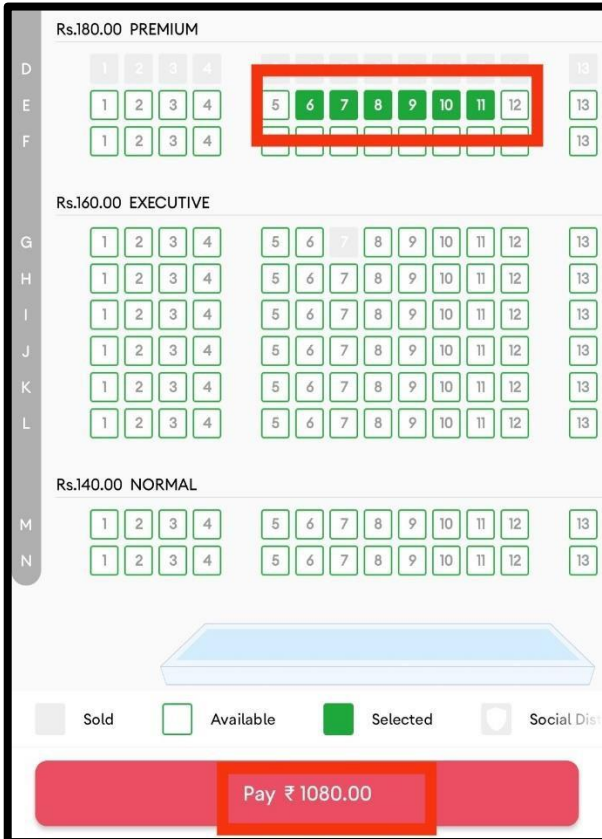 Rs.180.00 PREMIUM
D 1 2 3 4 13
E 1 2 3 4 5 6 7 8 9 10 11 12 13
F 1 2 3 4 13
Rs.160.00 EXECUTIVE
G 1 2 3 4 5 6 7 8 9 10 11 12 13
H 1 2 3 4 5 6 7 8 9 10 11 12 13
I 1 2 3 4 5 6 7 8 9 10 11 12 13
J 1 2 3 4 5 6 7 8 9 10 11 12 13
K 1 2 3 4 5 6 7 8 9 10 11 12 13
L 1 2 3 4 5 6 7 8 9 10 11 12 13
Rs.140.00 NORMAL
M 1 2 3 4 5 6 7 8 9 10 11 12 13
N 1 2 3 4 5 6 7 8 9 10 11 12 13
Sold Available Selected Social Dis
Pay ₹ 1080.00